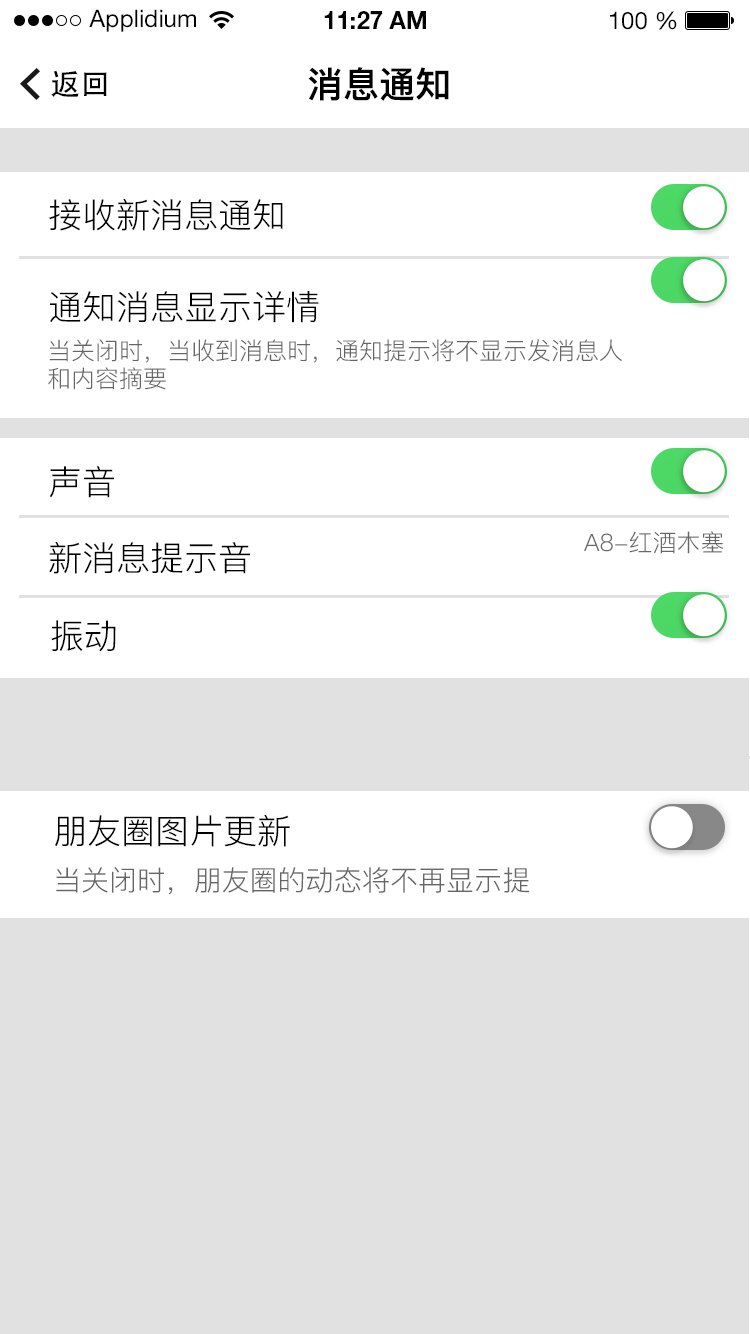 Applidium 11:27 AM 100 %
返回 消息通知
接收新消息通知
通知消息显示详情
当关闭时，当收到消息时，通知提示将不显示发消息人
和内容摘要
声音
新消息提示音 A8-红酒木塞
振动
朋友圈图片更新
当关闭时，朋友圈的动态将不再显示提